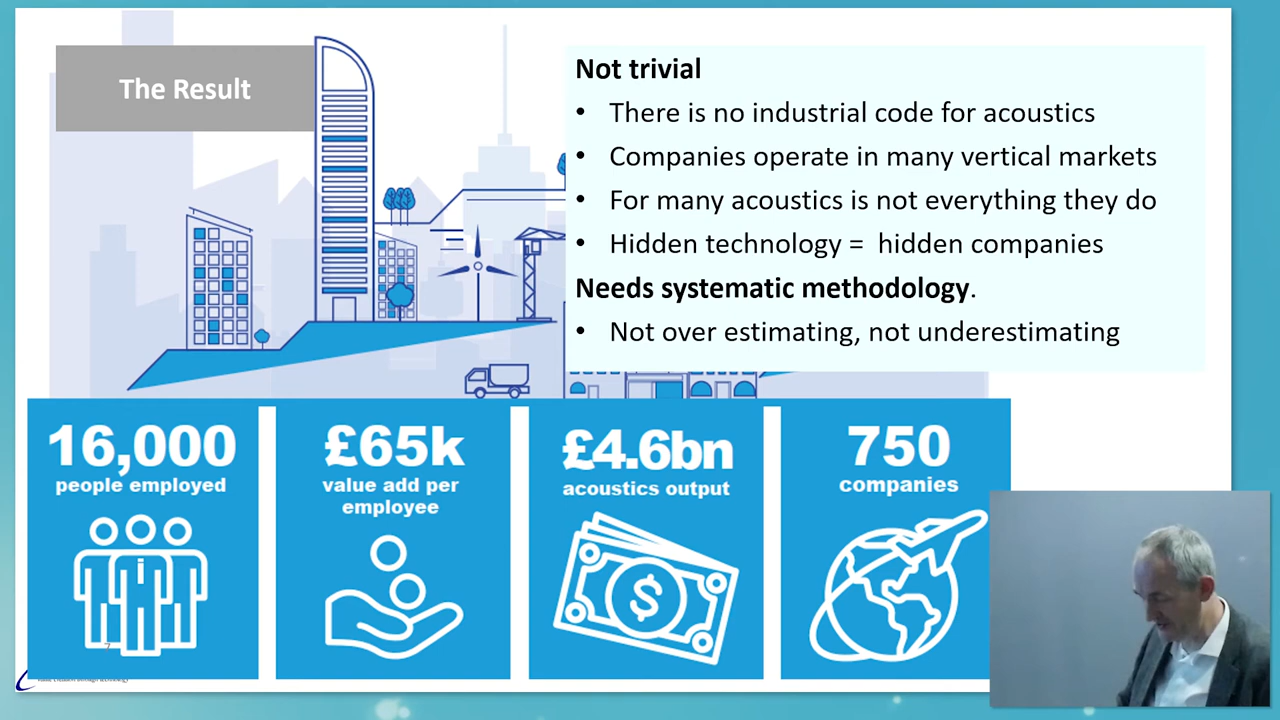 The Result
Not trivial
• There is no industrial code for acoustics
• Companies operate in many vertical markets
• For many acoustics is not everything they do
• Hidden technology = hidden companies
Needs systematic methodology.
• Not over estimating, not underestimating
16,000
people employed
£65k
value add per
employee
£4.6bn
acoustics output
750
companies
$
7